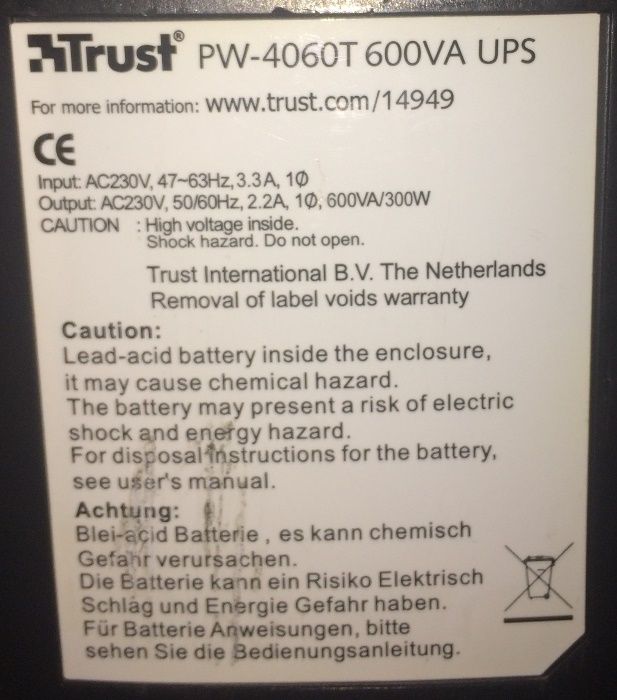 Trust® PW-4060T 600VA UPS
For more information: www.trust.com/14949
CE
Input: AC230V, 47~63Hz, 3.3A, 1Ø
Output: AC230V, 50/60Hz, 2.2A, 1Ø, 600VA/300W
CAUTION : High voltage inside.
Shock hazard. Do not open.
Trust International B.V. The Netherlands
Removal of label voids warranty
Caution:
Lead-acid battery inside the enclosure,
it may cause chemical hazard.
The battery may present a risk of electric
shock and energy hazard.
For disposal instructions for the battery,
see user's manual.
Achtung:
Blei-acid Batterie , es kann chemisch
Gefahr verursachen.
Die Batterie kann ein Risiko Elektrisch
Schlag und Energie Gefahr haben.
Für Batterie Anweisungen, bitte
sehen Sie die Bedienungsanleitung.